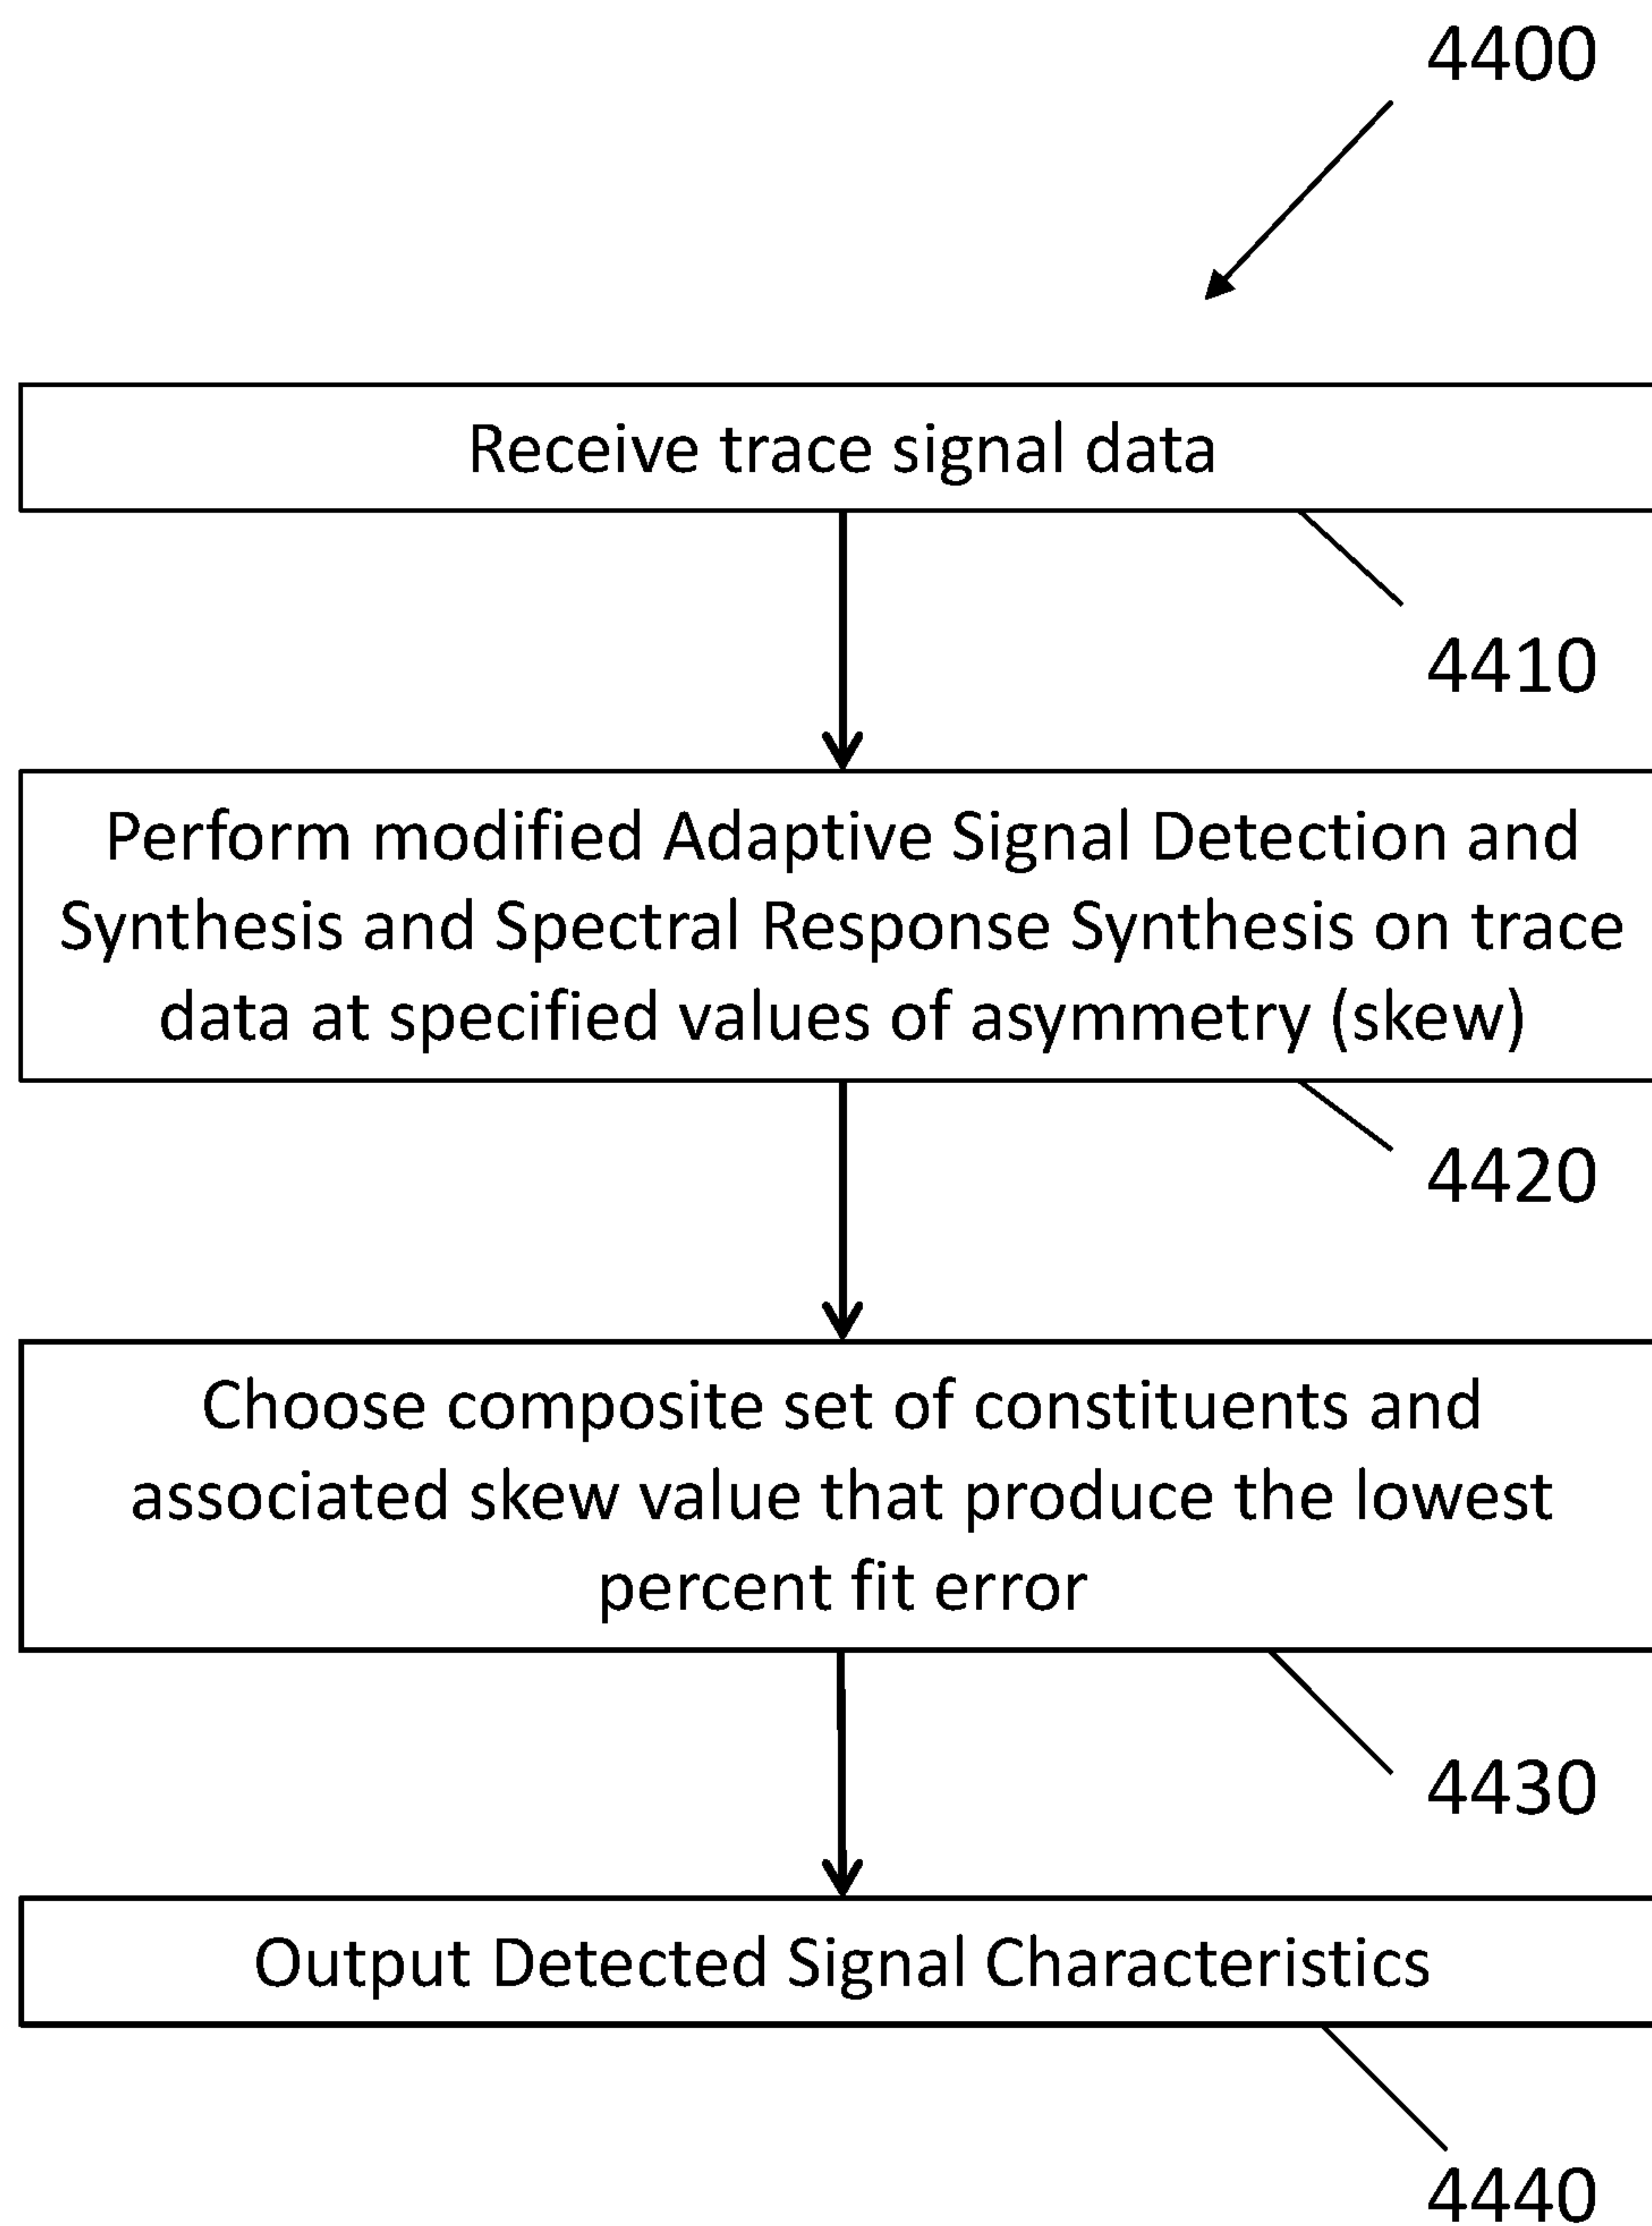 4400
Receive trace signal data
4410
Perform modified Adaptive Signal Detection and
Synthesis and Spectral Response Synthesis on trace
data at specified values of asymmetry (skew)
4420
Choose composite set of constituents and
associated skew value that produce the lowest
percent fit error
4430
Output Detected Signal Characteristics
4440